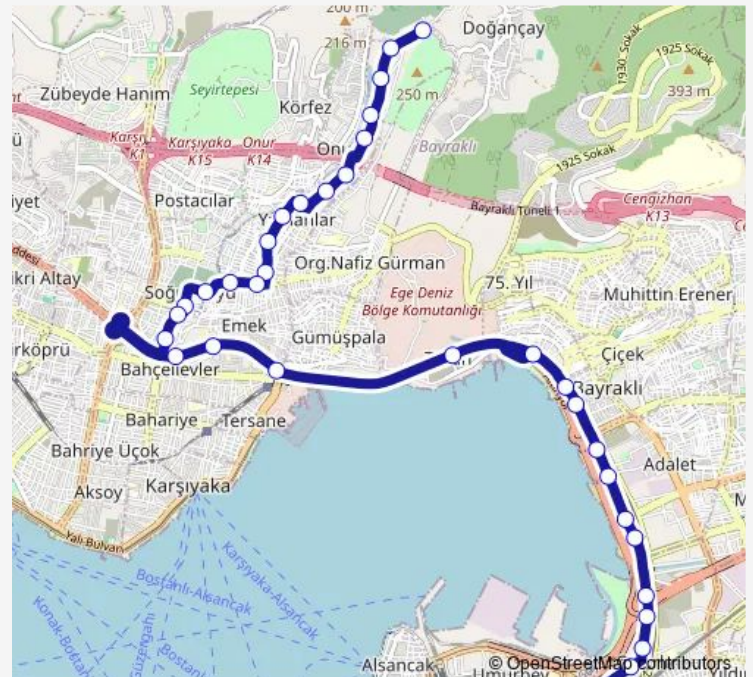 200 m
216 m
Doğançay
1930 Sokak
1925 Sokak
250 m
393 m
Zübeyde Hanım
Seyirtepesi
Körfez
K1
Karşıyaka
K15
Onur
K14
Bayraklı
1925 Sokak
Cengizhan
K13
Postacılar
Bayraklı Tüneli 1
Org.Nafiz Gürman
75. Yıl
Ege Deniz
Bölge Komutanlığı
Muhittin Erener
Emek
Gümüşpala
Çiçek
Bahçelievler
Bayraklı
Bahariye
Tersane
Bahriye Üçok
Adalet
Aksoy
Karşıyaka
Yalı Bulvarı
Karşıyaka-Alsancak
Bostanlı-Alsancak
Alsancak
© OpenStreetMap contributors